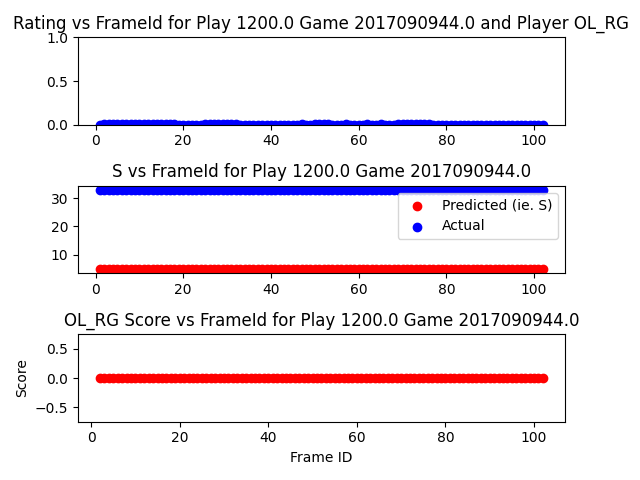 Rating vs FrameId for Play 1200.0 Game 2017090944.0 and Player OL_RG
1.0
0.5
0.0
0 20 40 60 80 100
S vs FrameId for Play 1200.0 Game 2017090944.0
30
20
10
Predicted (ie. S)
Actual
0 20 40 60 80 100
OL_RG Score vs FrameId for Play 1200.0 Game 2017090944.0
Score
0.5
0.0
−0.5
0 20 40 60 80 100
Frame ID